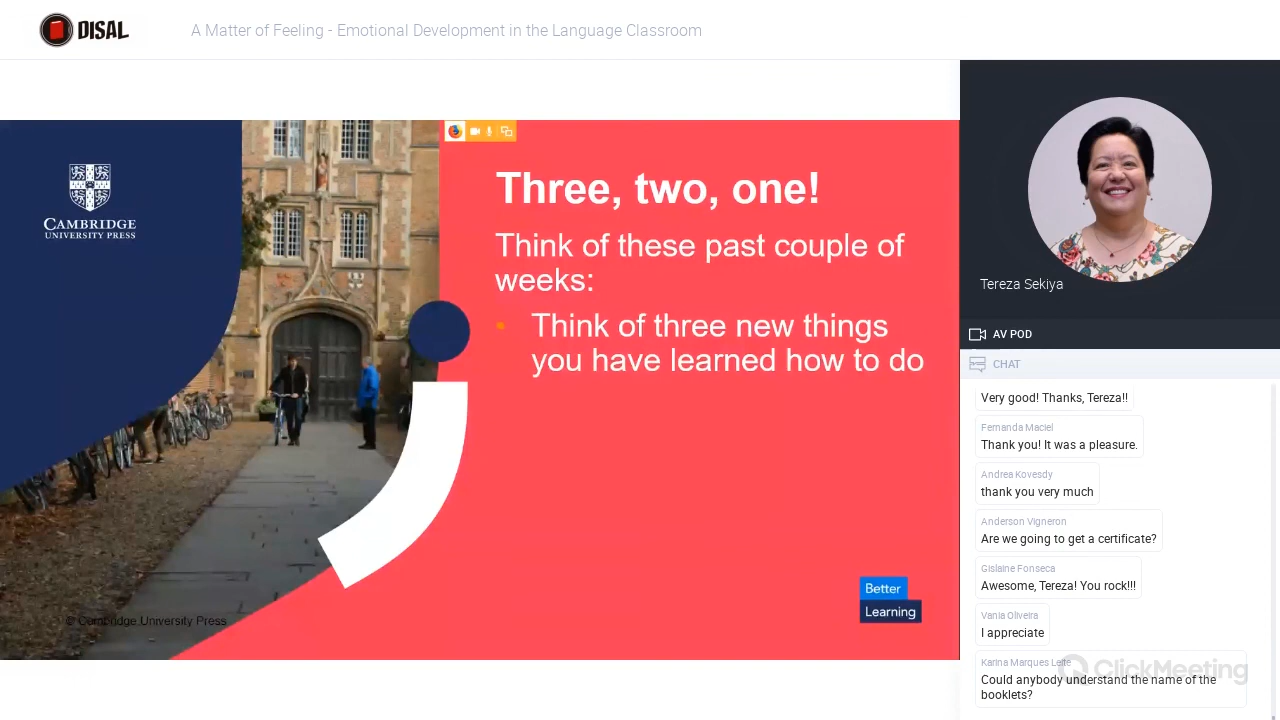 DISAL
A Matter of Feeling - Emotional Development in the Language Classroom
CAMBRIDGE
UNIVERSITY PRESS
Three, two, one!
Think of these past couple of
weeks:
• Think of three new things
you have learned how to do
© Cambridge University Press
Better
Learning
Tereza Sekiya
AV POD
CHAT
Very good! Thanks, Tereza!!
Fernanda Maciel
Thank you! It was a pleasure.
Andrea Kovesdy
thank you very much
Anderson Vigneron
Are we going to get a certificate?
Gislaine Fonseca
Awesome, Tereza! You rock!!!
Vania Oliveira
I appreciate
Karina Marques Leite
Could anybody understand the name of the
booklets?
ClickMeeting